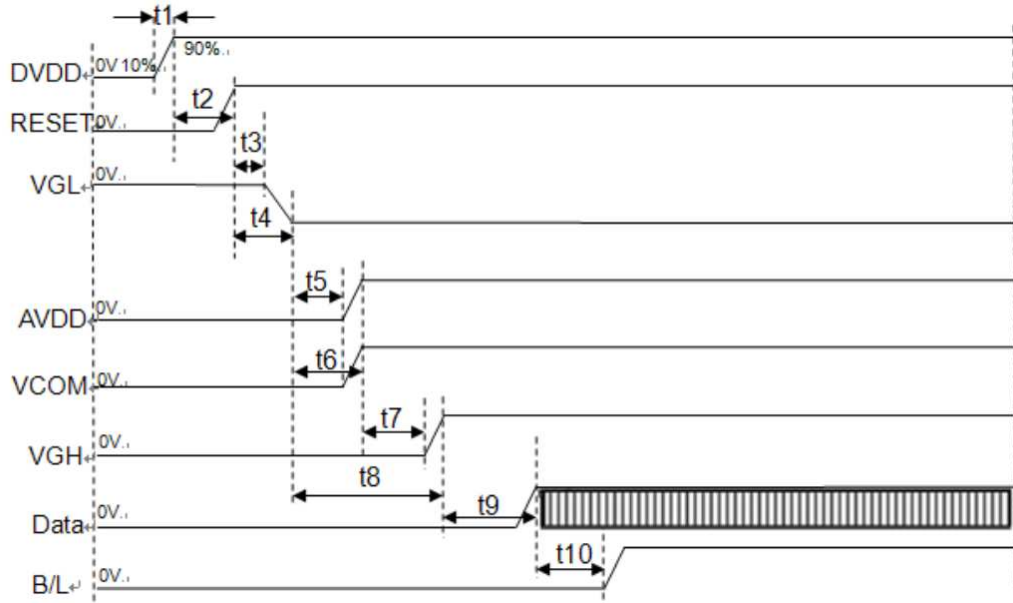 t1
DVDD 0V 10% 90%
t2
RESET 0V
t3
VGL 0V
t4
t5
AVDD 0V
t6
VCOM 0V
t7
VGH 0V
t8
t9
Data 0V
t10
B/L 0V